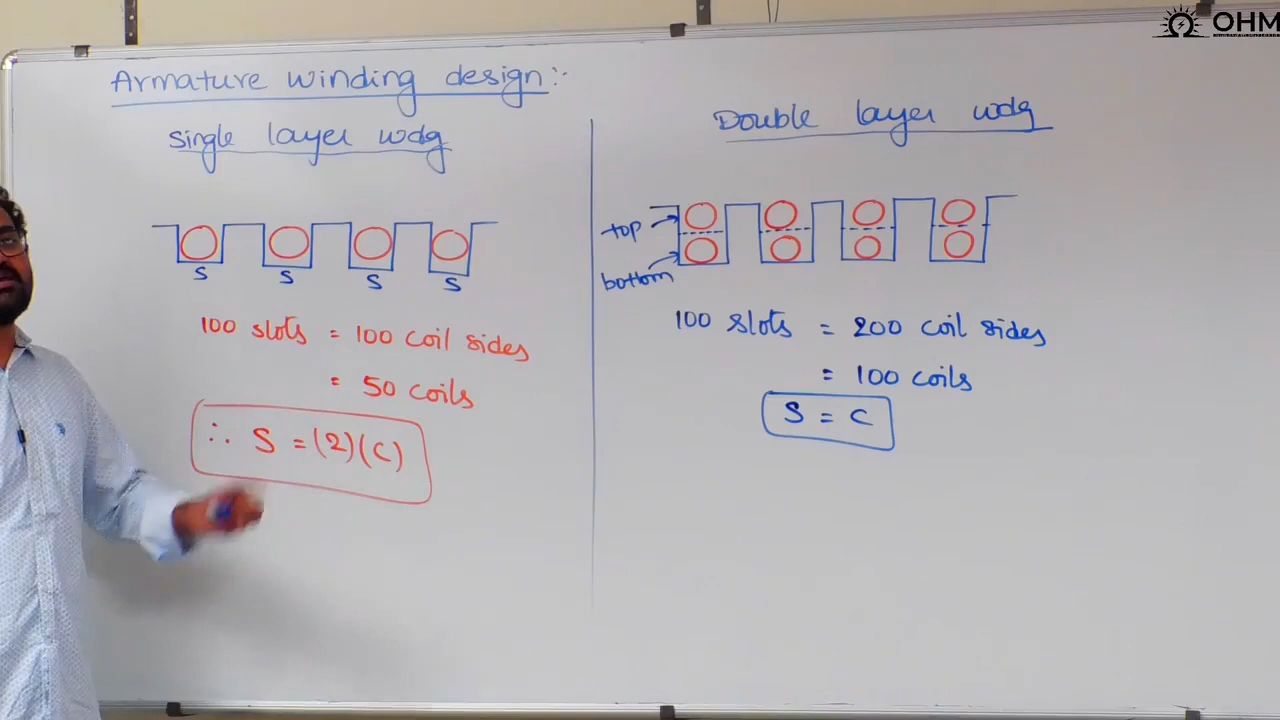 OHM
Armature winding design:-
Single layer wdg
S S S S
100 slots = 100 coil sides
= 50 coils
∴ S = (2)(C)
Double layer wdg
top
bottom
100 slots = 200 coil sides
= 100 coils
S = C